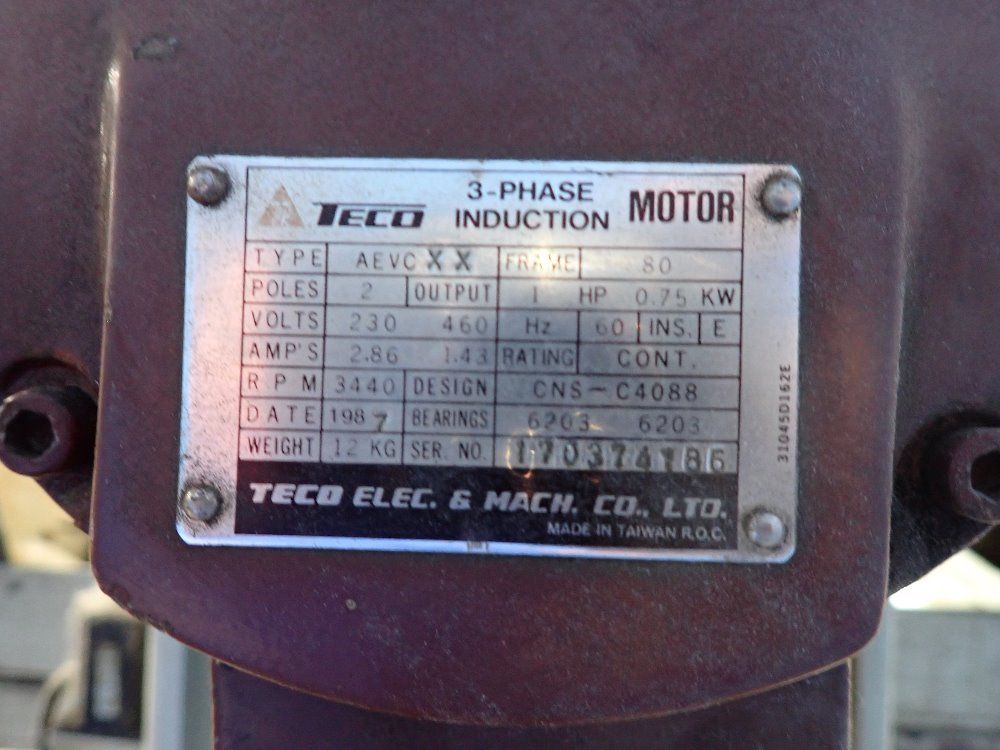 TECO 3-PHASE INDUCTION MOTOR
TYPE AEVC XX FRAME 80
POLES 2 OUTPUT 1 HP 0.75 KW
VOLTS 230 460 Hz 60 INS. E
AMP'S 2.86 1.43 RATING CONT.
RPM 3440 DESIGN CNS-C4088
DATE 1987 BEARINGS 6203 6203
WEIGHT 12 KG SER. NO. 170374186
TECO ELEC. & MACH. CO., LTD.
MADE IN TAIWAN R.O.C.
31045D162E